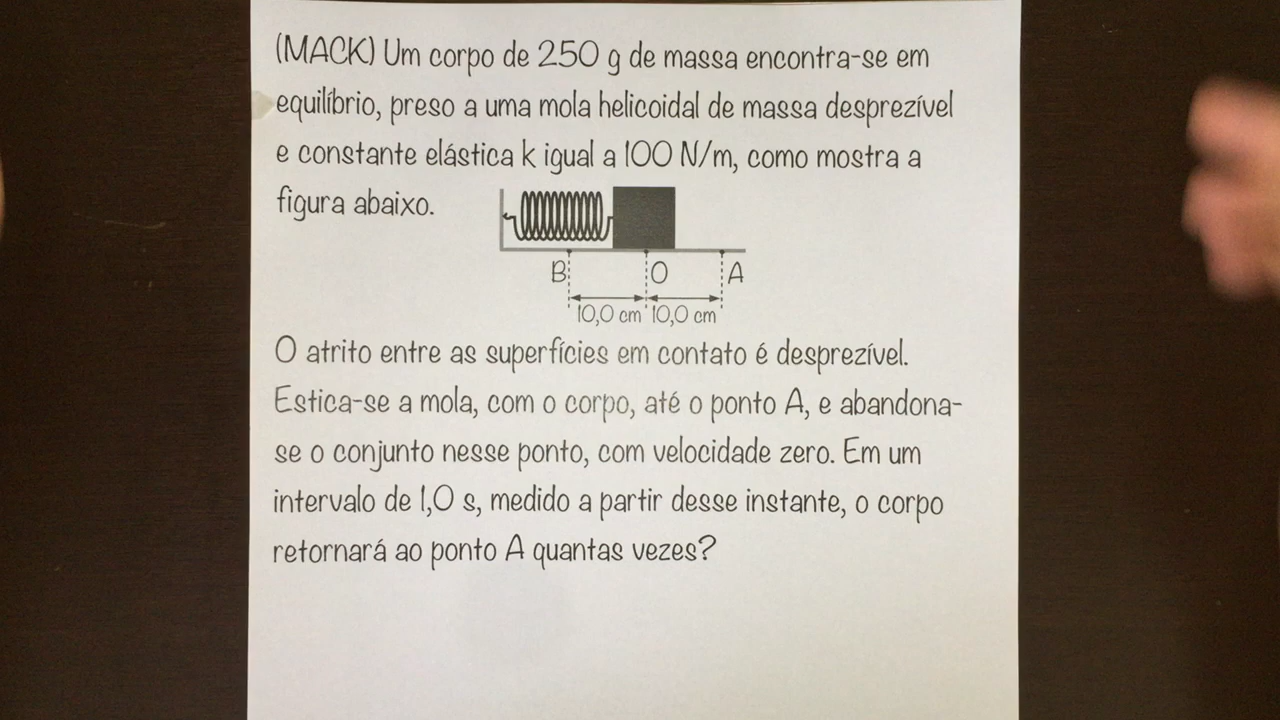 (MACK) Um corpo de 250 g de massa encontra-se em
equilíbrio, preso a uma mola helicoidal de massa desprezível
e constante elástica k igual a 100 N/m, como mostra a
figura abaixo.
B O A
10,0 cm 10,0 cm
O atrito entre as superfícies em contato é desprezível.
Estica-se a mola, com o corpo, até o ponto A, e abandona-
se o conjunto nesse ponto, com velocidade zero. Em um
intervalo de 1,0 s, medido a partir desse instante, o corpo
retornará ao ponto A quantas vezes?